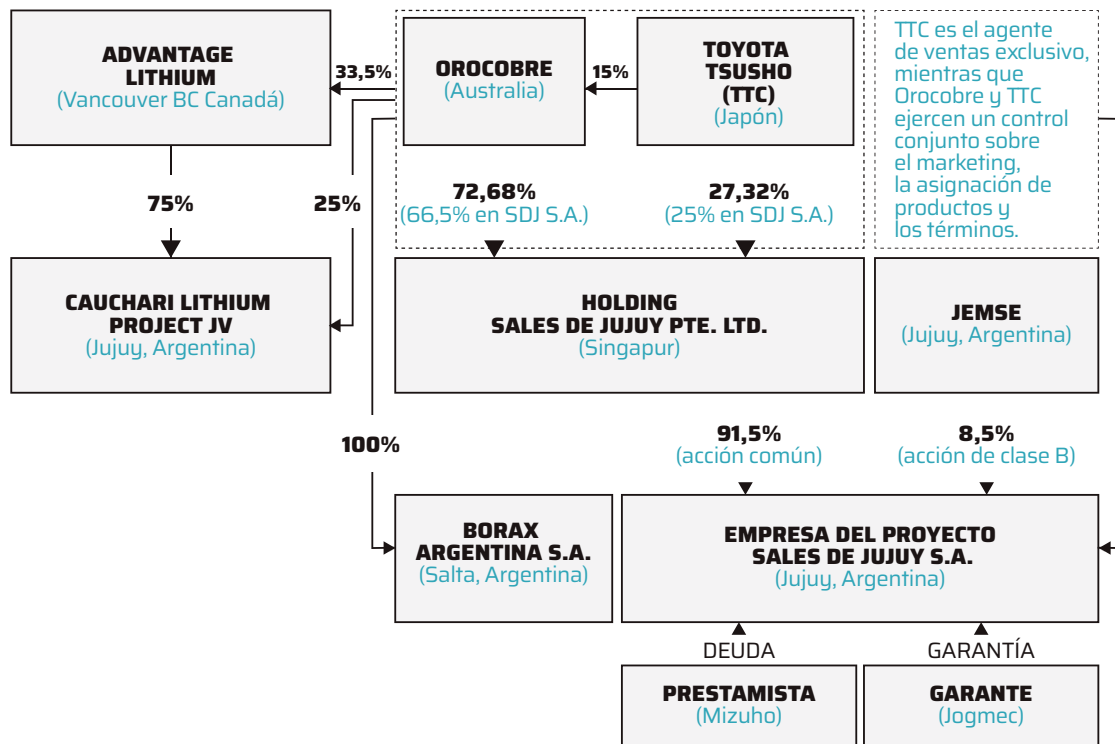 ADVANTAGE
LITHIUM
(Vancouver BC Canadá)
33,5%
OROCOBRE
(Australia)
15%
TOYOTA
TSUSHO
(TTC)
(Japón)
TTC es el agente
de ventas exclusivo,
mientras que
Orocobre y TTC
ejercen un control
conjunto sobre
el marketing,
la asignación de
productos y
los términos.
75%
25%
72,68%
(66,5% en SDJ S.A.)
27,32%
(25% en SDJ S.A.)
CAUCHARI LITHIUM
PROJECT JV
(Jujuy, Argentina)
HOLDING
SALES DE JUJUY PTE. LTD.
(Singapur)
JEMSE
(Jujuy, Argentina)
100%
91,5%
(acción común)
8,5%
(acción de clase B)
BORAX
ARGENTINA S.A.
(Salta, Argentina)
EMPRESA DEL PROYECTO
SALES DE JUJUY S.A.
(Jujuy, Argentina)
DEUDA
GARANTÍA
PRESTAMISTA
(Mizuho)
GARANTE
(Jogmec)